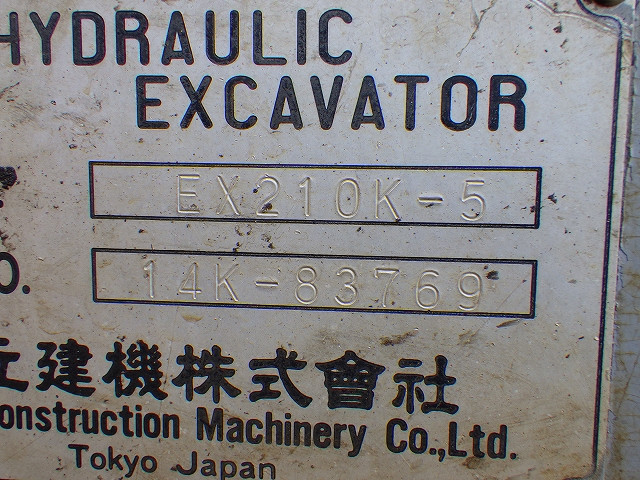 HYDRAULIC
EXCAVATOR
EX210K-5
O. 14K-83769
立建機株式會社
onstruction Machinery Co.,Ltd.
Tokyo Japan